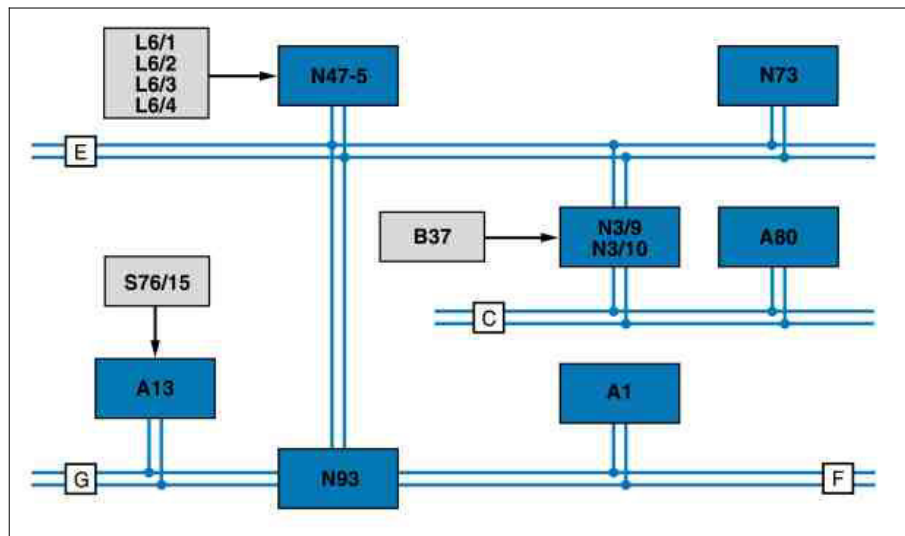 L6/1
L6/2
L6/3
L6/4
N47-5
N73
E
B37
N3/9
N3/10
A80
S76/15
C
A13
A1
G
N93
F